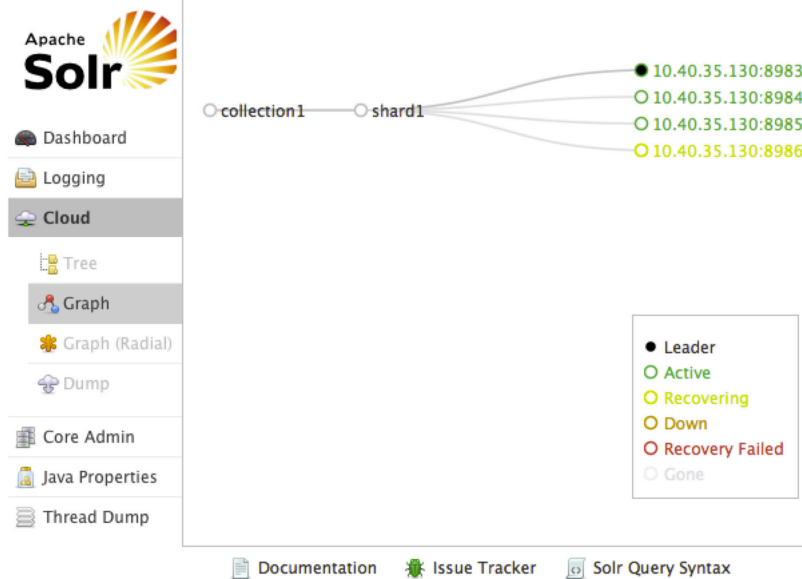 Apache
Solr
Dashboard
Logging
Cloud
Tree
Graph
Graph (Radial)
Dump
Core Admin
Java Properties
Thread Dump
collection1
shard1
10.40.35.130:8983
10.40.35.130:8984
10.40.35.130:8985
10.40.35.130:8986
Leader
Active
Recovering
Down
Recovery Failed
Gone
Documentation
Issue Tracker
Solr Query Syntax